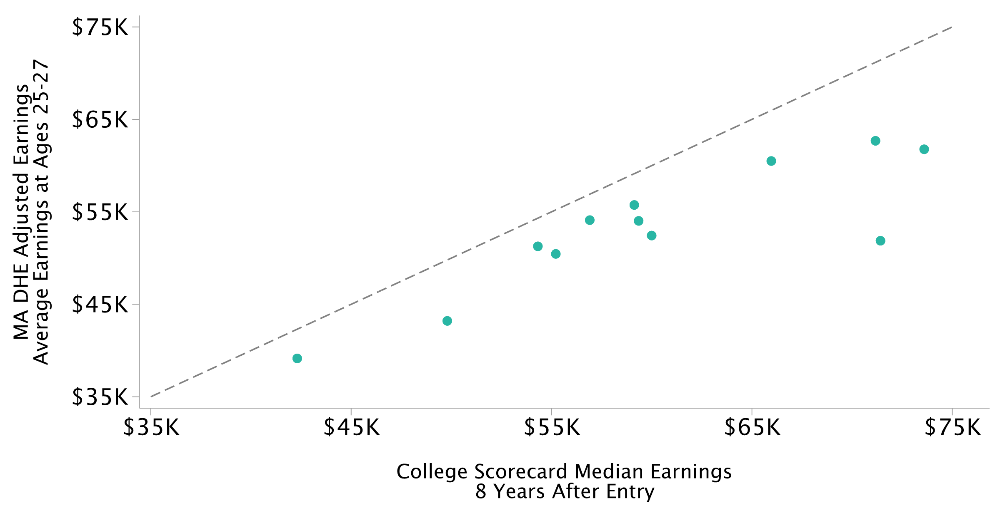 MA DHE Adjusted Earnings
Average Earnings at Ages 25-27
$75K
$65K
$55K
$45K
$35K
$35K
$45K
$55K
$65K
$75K
College Scorecard Median Earnings
8 Years After Entry